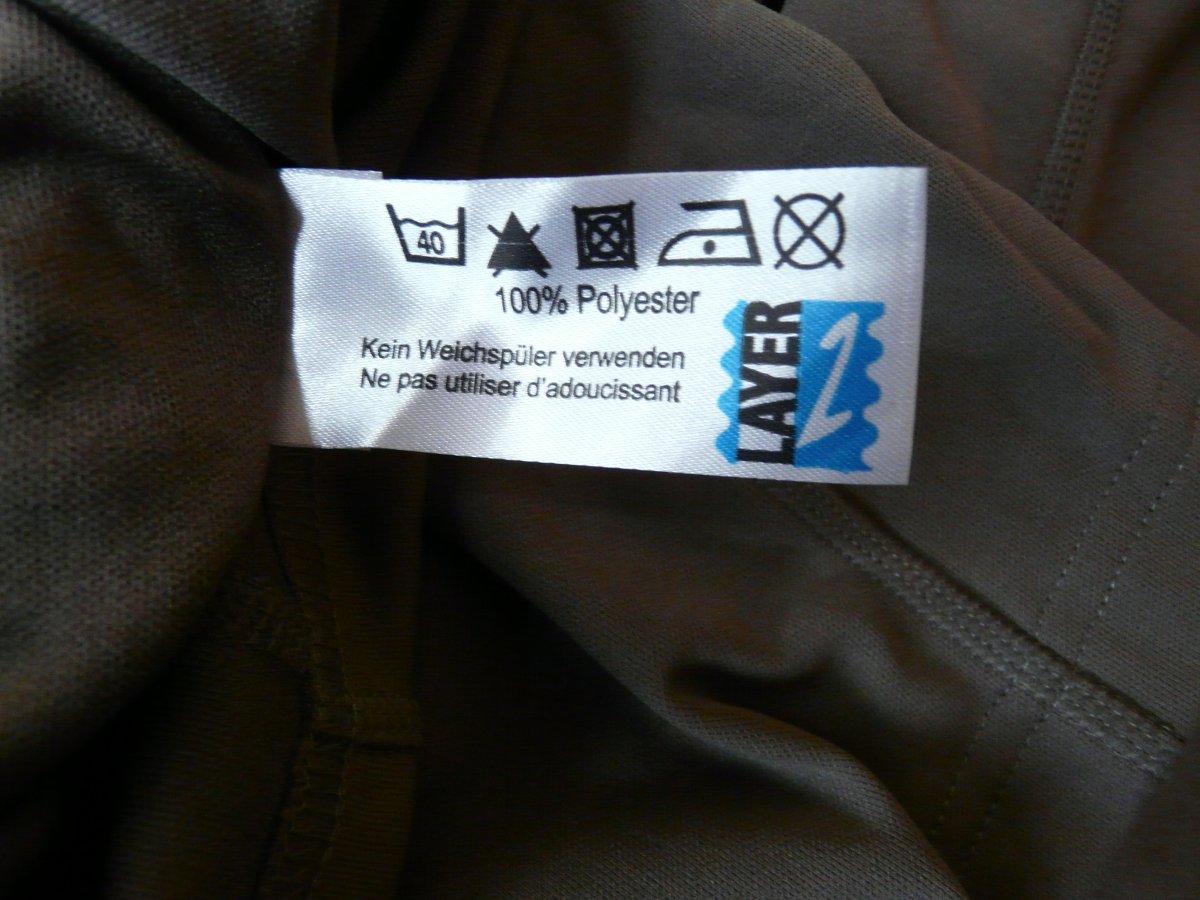 40
100% Polyester
Kein Weichspüler verwenden
Ne pas utiliser d'adoucissant
LAYER 2